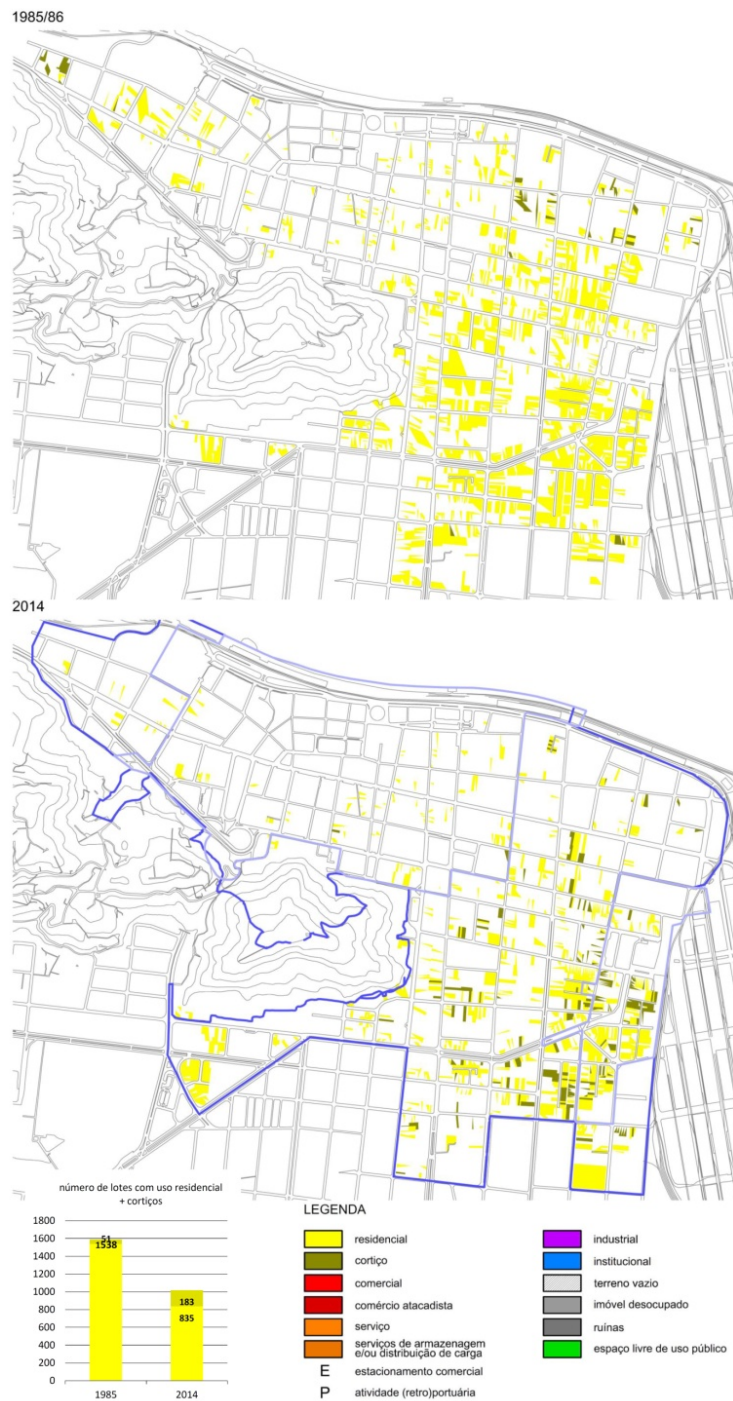 1985/86
2014
número de lotes com uso residencial
+ cortiços
1800
1600
1400
1200
1000
800
600
400
200
0
51
1538
183
835
1985
2014
LEGENDA
residencial
cortiço
comercial
comércio atacadista
serviço
serviços de armazenagem
e/ou distribuição de carga
E estacionamento comercial
P atividade (retro)portuária
industrial
institucional
terreno vazio
imóvel desocupado
ruínas
espaço livre de uso público